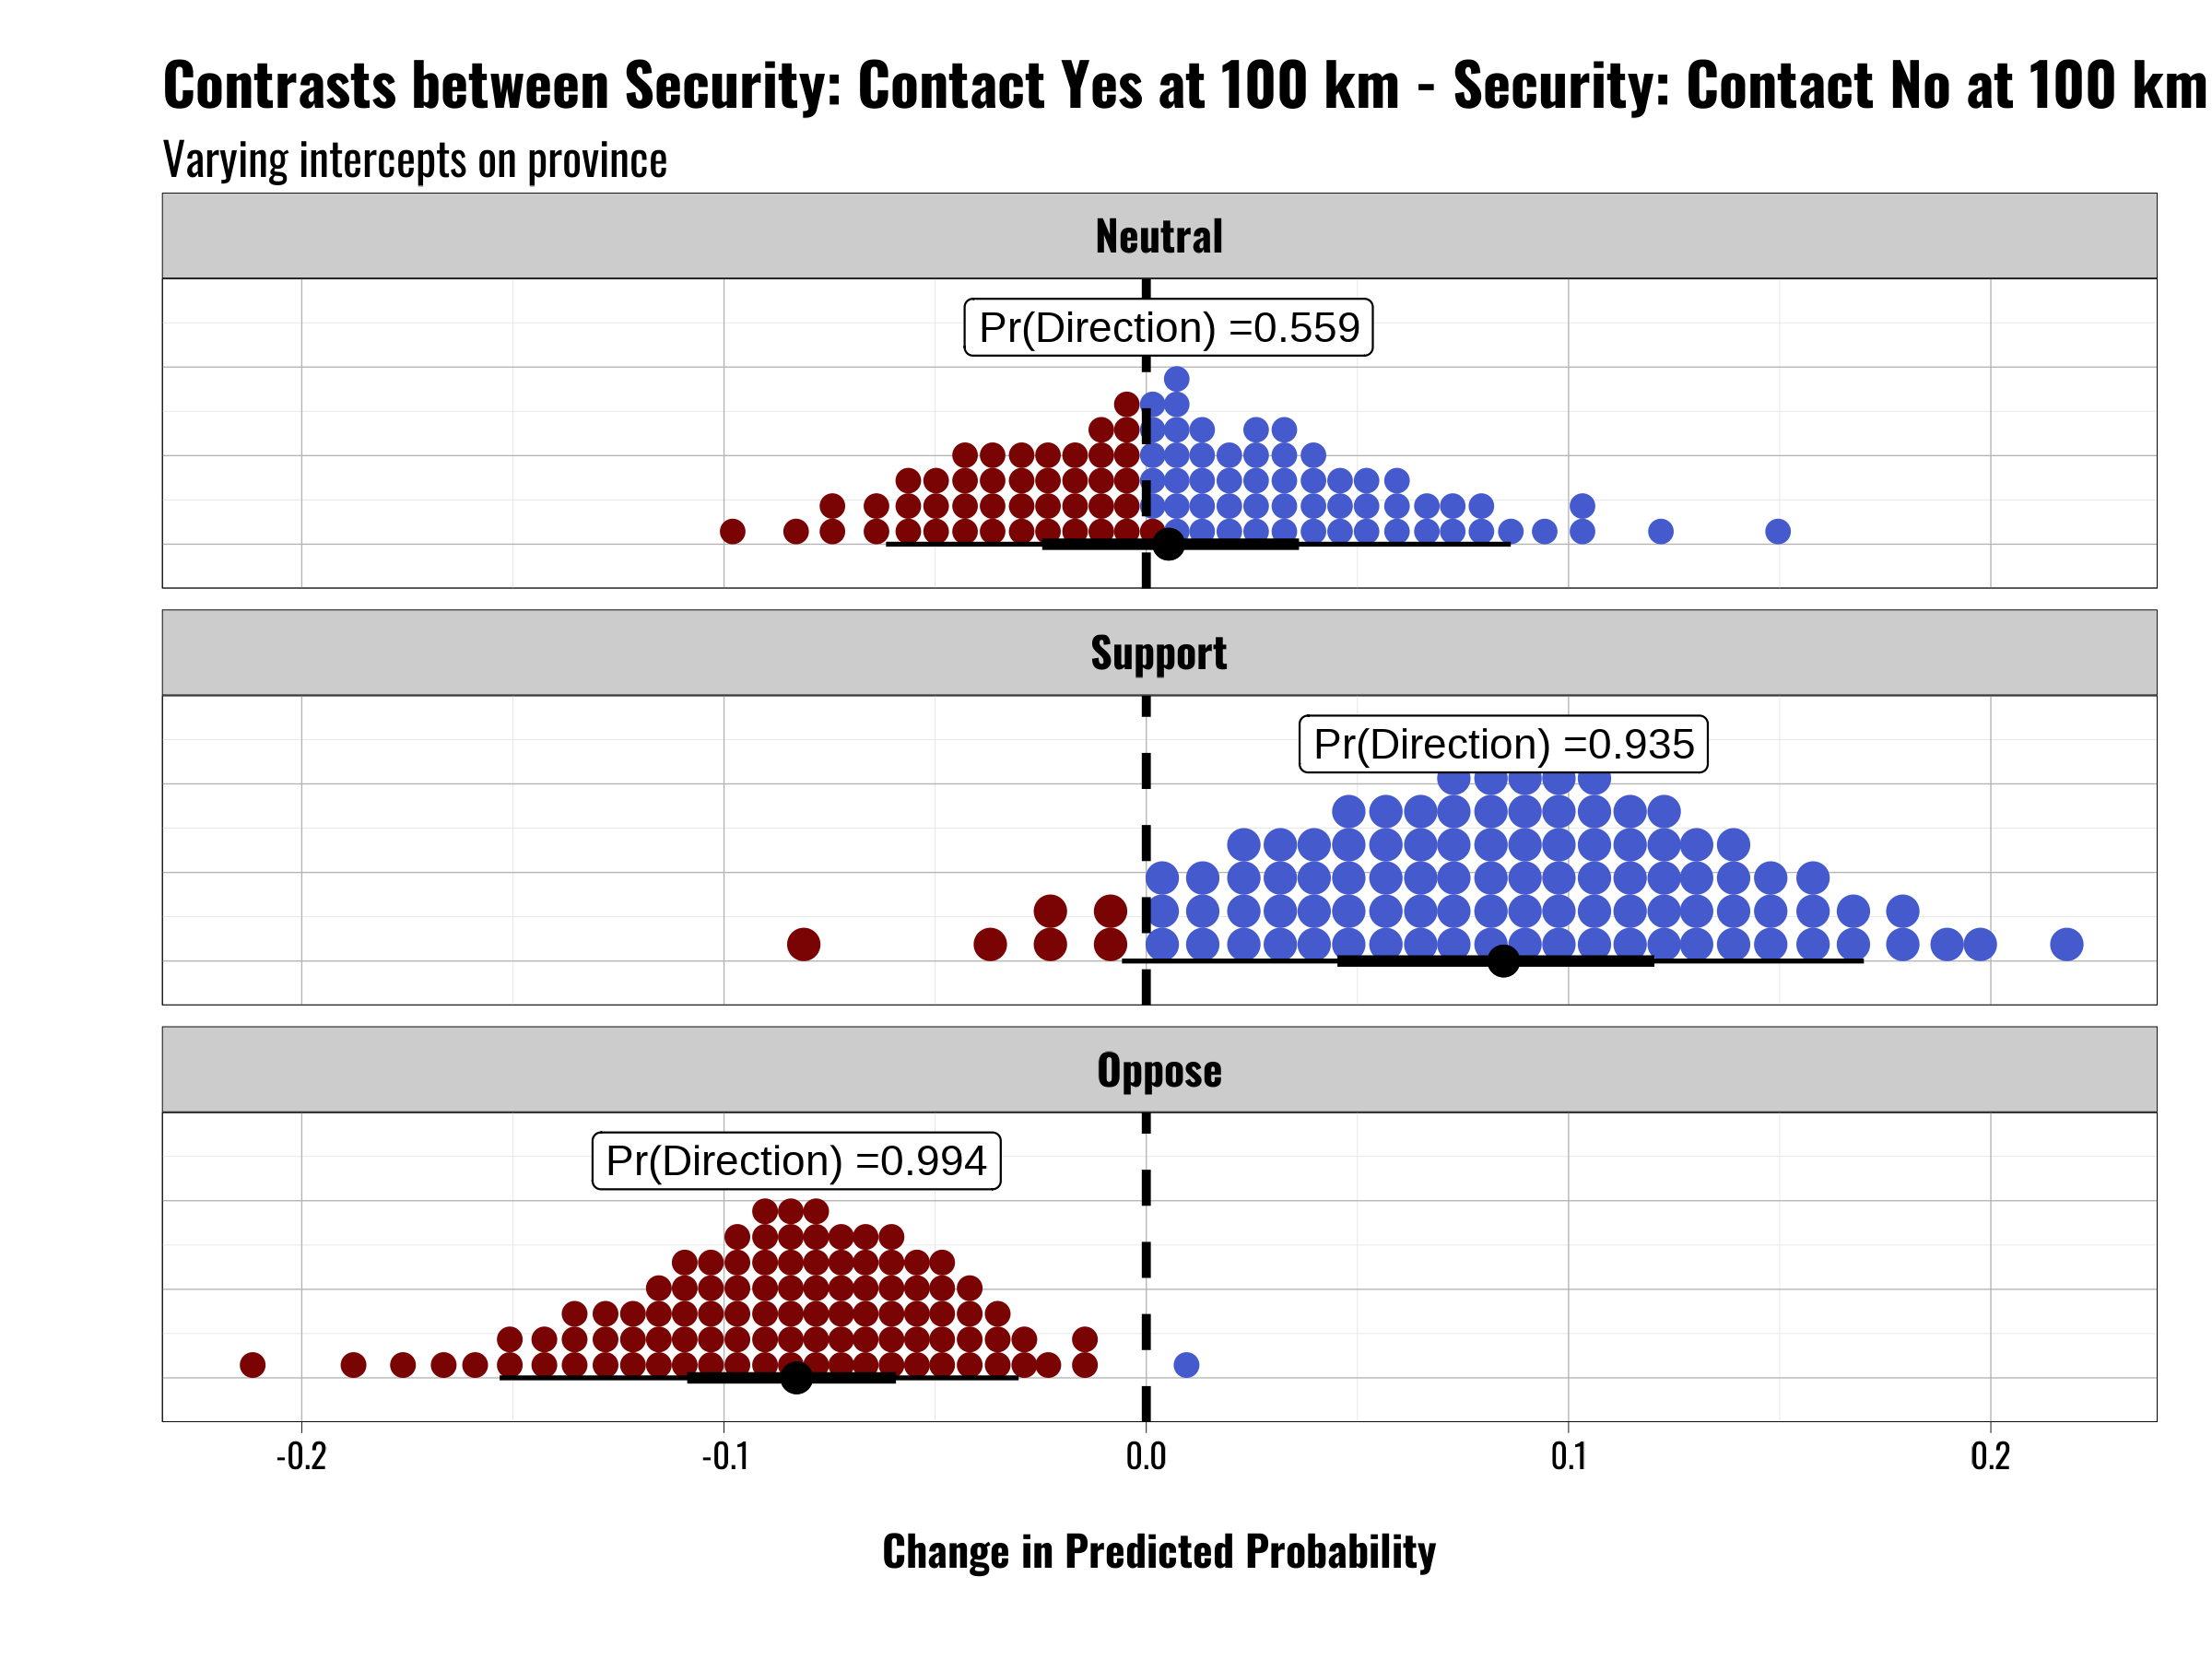 Contrasts between Security: Contact Yes at 100 km - Security: Contact No at 100 km
Varying intercepts on province
Neutral
Pr(Direction) =0.559
Support
Pr(Direction) =0.935
Oppose
Pr(Direction) =0.994
-0.2 -0.1 0.0 0.1 0.2
Change in Predicted Probability